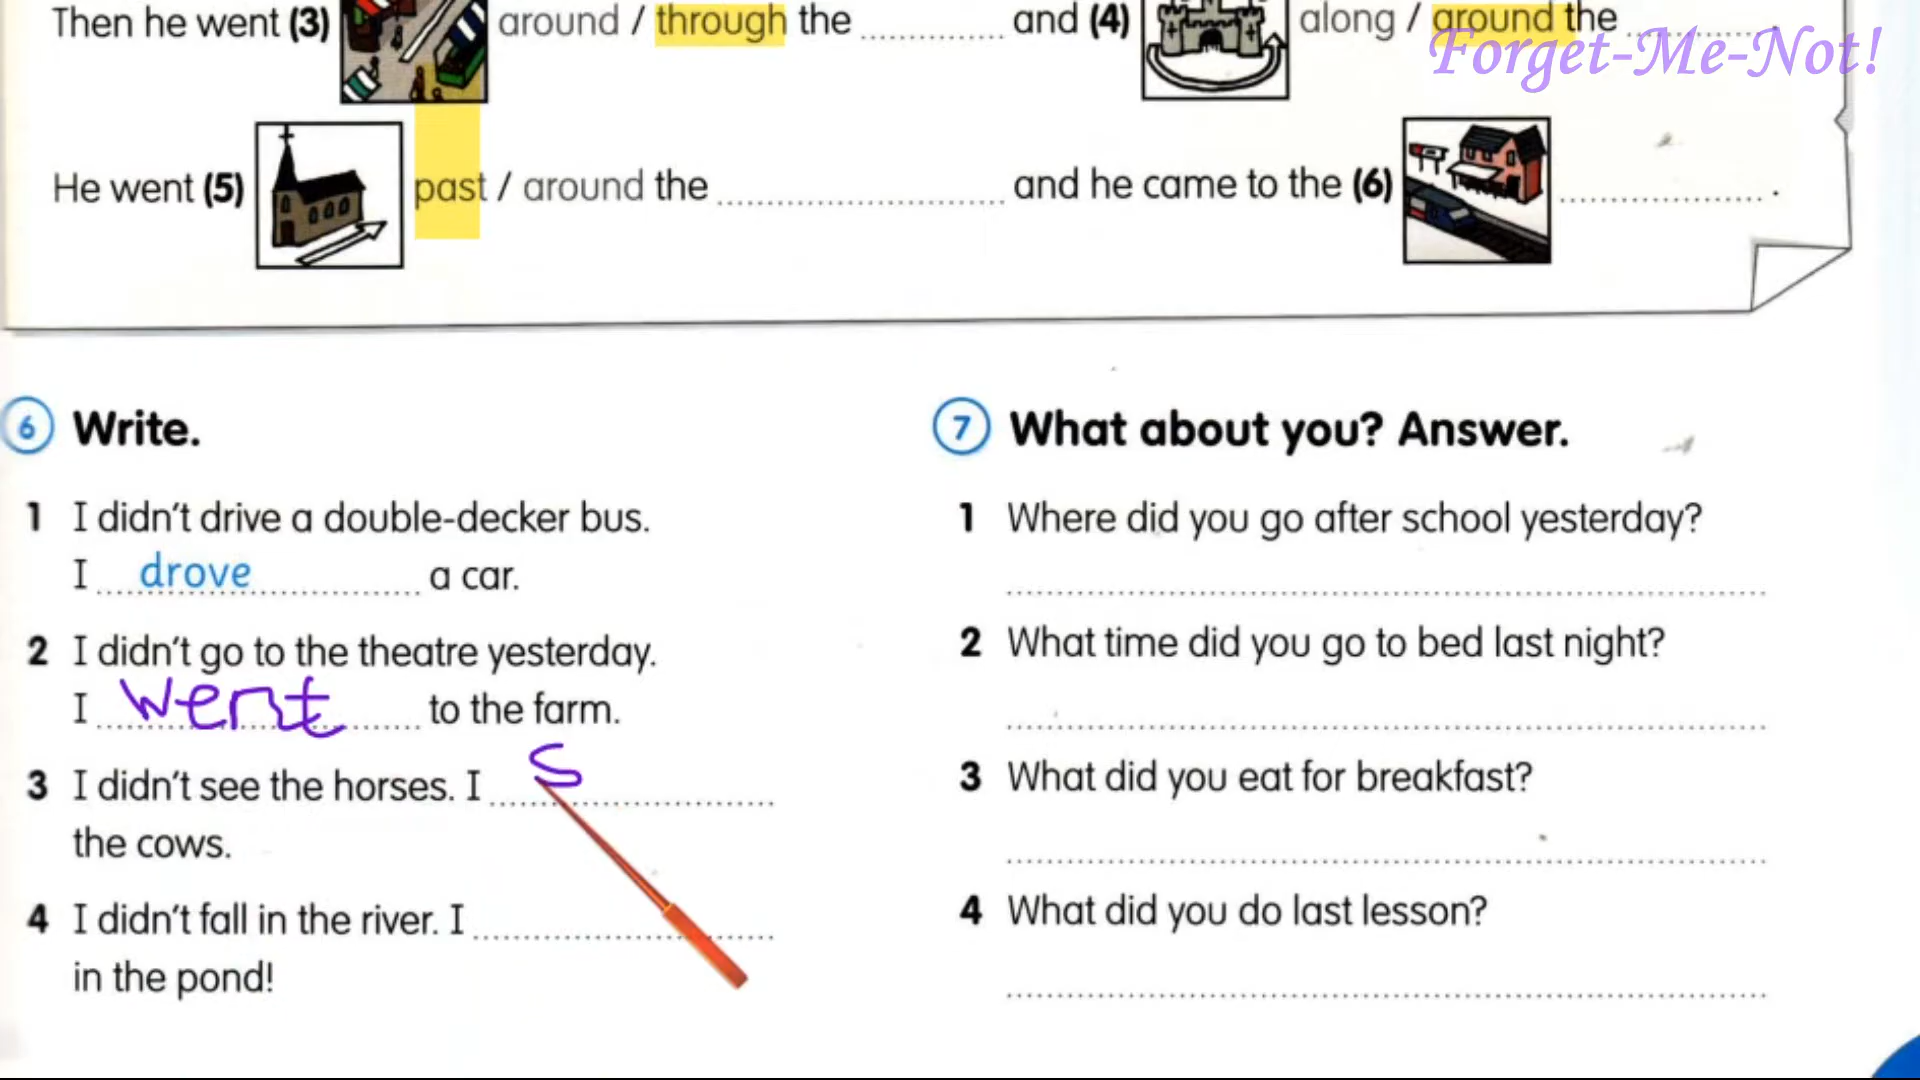 Then he went (3) around / through the ............... and (4) along / around the ............... .
Forget-Me-Not!
He went (5) past / around the ............................. and he came to the (6) ..................... .
6 Write.
1 I didn't drive a double-decker bus.
I drove a car.
2 I didn't go to the theatre yesterday.
I went to the farm.
3 I didn't see the horses. I s
the cows.
4 I didn't fall in the river. I ..............................
in the pond!
7 What about you? Answer.
1 Where did you go after school yesterday?
2 What time did you go to bed last night?
3 What did you eat for breakfast?
4 What did you do last lesson?